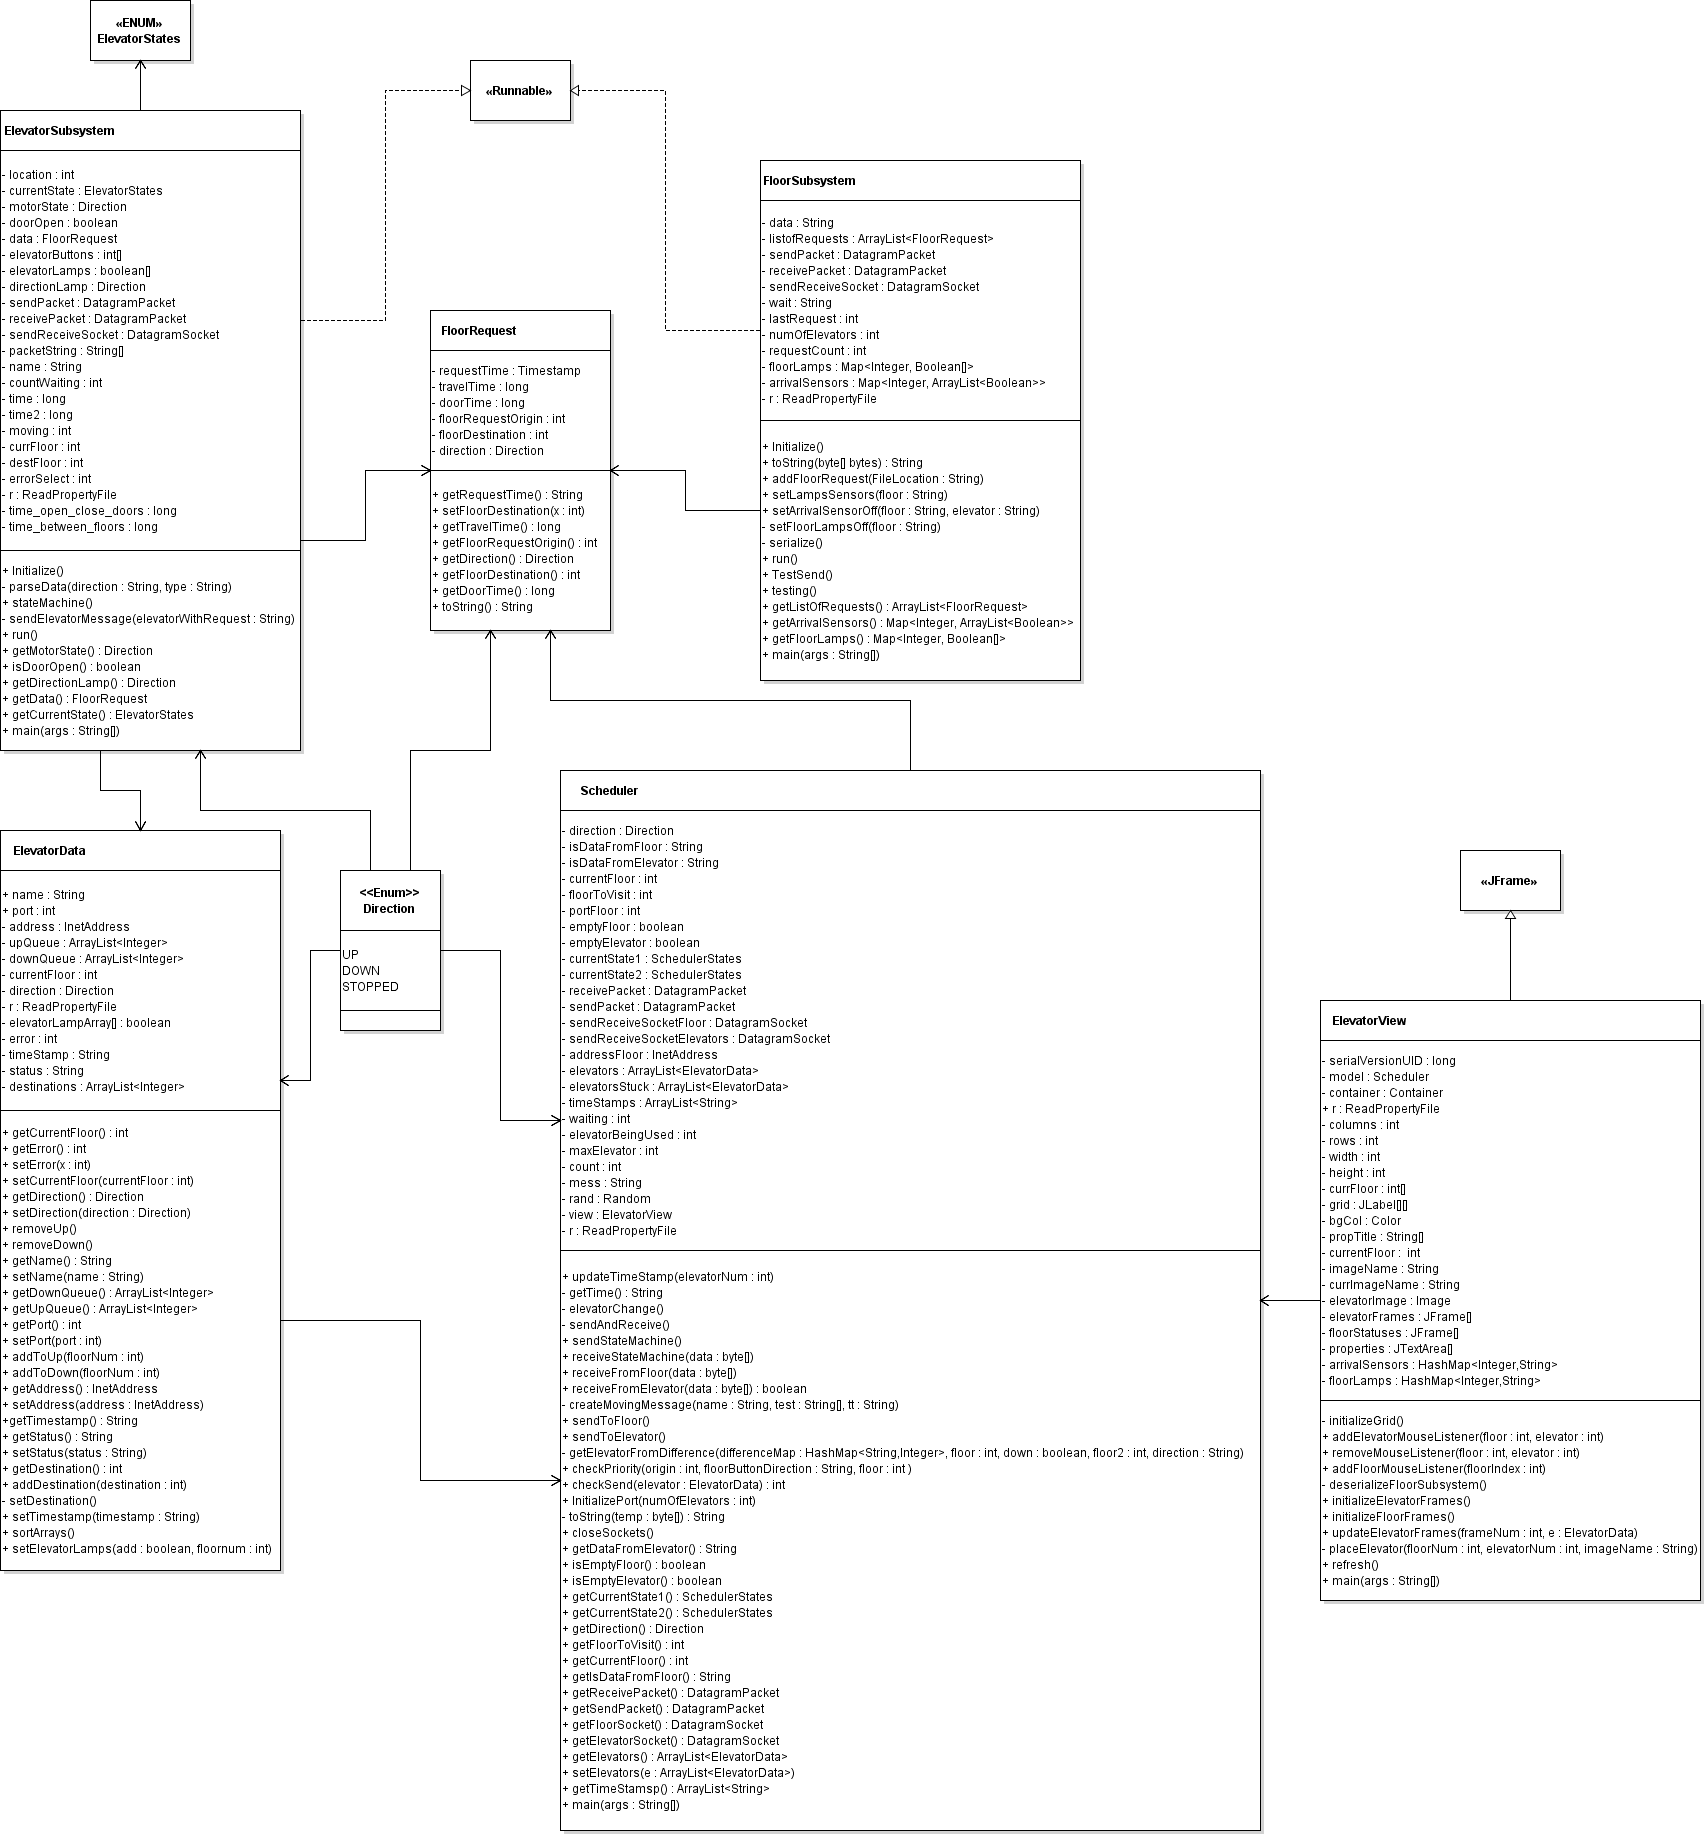 «ENUM»
ElevatorStates
«Runnable»
ElevatorSubsystem
- location : int
- currentState : ElevatorStates
- motorState : Direction
- doorOpen : boolean
- data : FloorRequest
- elevatorButtons : int[]
- elevatorLamps : boolean[]
- directionLamp : Direction
- sendPacket : DatagramPacket
- receivePacket : DatagramPacket
- sendReceiveSocket : DatagramSocket
- packetString : String[]
- name : String
- countWaiting : int
- time : long
- time2 : long
- moving : int
- currFloor : int
- destFloor : int
- errorSelect : int
- r : ReadPropertyFile
- time_open_close_doors : long
- time_between_floors : long
+ Initialize()
- parseData(direction : String, type : String)
+ stateMachine()
- sendElevatorMessage(elevatorWithRequest : String)
+ run()
+ getMotorState() : Direction
+ isDoorOpen() : boolean
+ getDirectionLamp() : Direction
+ getData() : FloorRequest
+ getCurrentState() : ElevatorStates
+ main(args : String[])
FloorSubsystem
- data : String
- listofRequests : ArrayList<FloorRequest>
- sendPacket : DatagramPacket
- receivePacket : DatagramPacket
- sendReceiveSocket : DatagramSocket
- wait : String
- lastRequest : int
- numOfElevators : int
- requestCount : int
- floorLamps : Map<Integer, Boolean[]>
- arrivalSensors : Map<Integer, ArrayList<Boolean>>
- r : ReadPropertyFile
+ Initialize()
+ toString(byte[] bytes) : String
+ addFloorRequest(FileLocation : String)
+ setLampsSensors(floor : String)
+ setArrivalSensorOff(floor : String, elevator : String)
- setFloorLampsOff(floor : String)
- serialize()
+ run()
+ TestSend()
+ testing()
+ getListOfRequests() : ArrayList<FloorRequest>
+ getArrivalSensors() : Map<Integer, ArrayList<Boolean>>
+ getFloorLamps() : Map<Integer, Boolean[]>
+ main(args : String[])
FloorRequest
- requestTime : Timestamp
- travelTime : long
- doorTime : long
- floorRequestOrigin : int
- floorDestination : int
- direction : Direction
+ getRequestTime() : String
+ setFloorDestination(x : int)
+ getTravelTime() : long
+ getFloorRequestOrigin() : int
+ getDirection() : Direction
+ getFloorDestination() : int
+ getDoorTime() : long
+ toString() : String
ElevatorData
+ name : String
+ port : int
- address : InetAddress
- upQueue : ArrayList<Integer>
- downQueue : ArrayList<Integer>
- currentFloor : int
- direction : Direction
- r : ReadPropertyFile
- elevatorLampArray[] : boolean
- error : int
- timeStamp : String
- status : String
- destinations : ArrayList<Integer>
+ getCurrentFloor() : int
+ getError() : int
+ setError(x : int)
+ setCurrentFloor(currentFloor : int)
+ getDirection() : Direction
+ setDirection(direction : Direction)
+ removeUp()
+ removeDown()
+ getName() : String
+ setName(name : String)
+ getDownQueue() : ArrayList<Integer>
+ getUpQueue() : ArrayList<Integer>
+ getPort() : int
+ setPort(port : int)
+ addToUp(floorNum : int)
+ addToDown(floorNum : int)
+ getAddress() : InetAddress
+ setAddress(address : InetAddress)
+getTimestamp() : String
+ getStatus() : String
+ setStatus(status : String)
+ getDestination() : int
+ addDestination(destination : int)
- setDestination()
+ setTimestamp(timestamp : String)
+ sortArrays()
+ setElevatorLamps(add : boolean, floornum : int)
<<Enum>>
Direction
UP
DOWN
STOPPED
Scheduler
- direction : Direction
- isDataFromFloor : String
- isDataFromElevator : String
- currentFloor : int
- floorToVisit : int
- portFloor : int
- emptyFloor : boolean
- emptyElevator : boolean
- currentState1 : SchedulerStates
- currentState2 : SchedulerStates
- receivePacket : DatagramPacket
- sendPacket : DatagramPacket
- sendReceiveSocketFloor : DatagramSocket
- sendReceiveSocketElevators : DatagramSocket
- addressFloor : InetAddress
- elevators : ArrayList<ElevatorData>
- elevatorsStuck : ArrayList<ElevatorData>
- timeStamps : ArrayList<String>
- waiting : int
- elevatorBeingUsed : int
- maxElevator : int
- count : int
- mess : String
- rand : Random
- view : ElevatorView
- r : ReadPropertyFile
+ updateTimeStamp(elevatorNum : int)
- getTime() : String
- elevatorChange()
- sendAndReceive()
+ sendStateMachine()
+ receiveStateMachine(data : byte[])
+ receiveFromFloor(data : byte[])
+ receiveFromElevator(data : byte[]) : boolean
- createMovingMessage(name : String, test : String[], tt : String)
+ sendToFloor()
+ sendToElevator()
- getElevatorFromDifference(differenceMap : HashMap<String,Integer>, floor : int, down : boolean, floor2 : int, direction : String)
+ checkPriority(origin : int, floorButtonDirection : String, floor : int )
+ checkSend(elevator : ElevatorData) : int
+ InitializePort(numOfElevators : int)
- toString(temp : byte[]) : String
+ closeSockets()
+ getDataFromElevator() : String
+ isEmptyFloor() : boolean
+ isEmptyElevator() : boolean
+ getCurrentState1() : SchedulerStates
+ getCurrentState2() : SchedulerStates
+ getDirection() : Direction
+ getFloorToVisit() : int
+ getCurrentFloor() : int
+ getIsDataFromFloor() : String
+ getReceivePacket() : DatagramPacket
+ getSendPacket() : DatagramPacket
+ getFloorSocket() : DatagramSocket
+ getElevatorSocket() : DatagramSocket
+ getElevators() : ArrayList<ElevatorData>
+ setElevators(e : ArrayList<ElevatorData>)
+ getTimeStamsp() : ArrayList<String>
+ main(args : String[])
«JFrame»
ElevatorView
- serialVersionUID : long
- model : Scheduler
- container : Container
+ r : ReadPropertyFile
- columns : int
- rows : int
- width : int
- height : int
- currFloor : int[]
- grid : JLabel[][]
- bgCol : Color
- propTitle : String[]
- currentFloor :  int
- imageName : String
- currImageName : String
- elevatorImage : Image
- elevatorFrames : JFrame[]
- floorStatuses : JFrame[]
- properties : JTextArea[]
- arrivalSensors : HashMap<Integer,String>
- floorLamps : HashMap<Integer,String>
- initializeGrid()
+ addElevatorMouseListener(floor : int, elevator : int)
+ removeMouseListener(floor : int, elevator : int)
+ addFloorMouseListener(floorIndex : int)
- deserializeFloorSubsystem()
+ initializeElevatorFrames()
+ initializeFloorFrames()
+ updateElevatorFrames(frameNum : int, e : ElevatorData)
- placeElevator(floorNum : int, elevatorNum : int, imageName : String)
+ refresh()
+ main(args : String[])